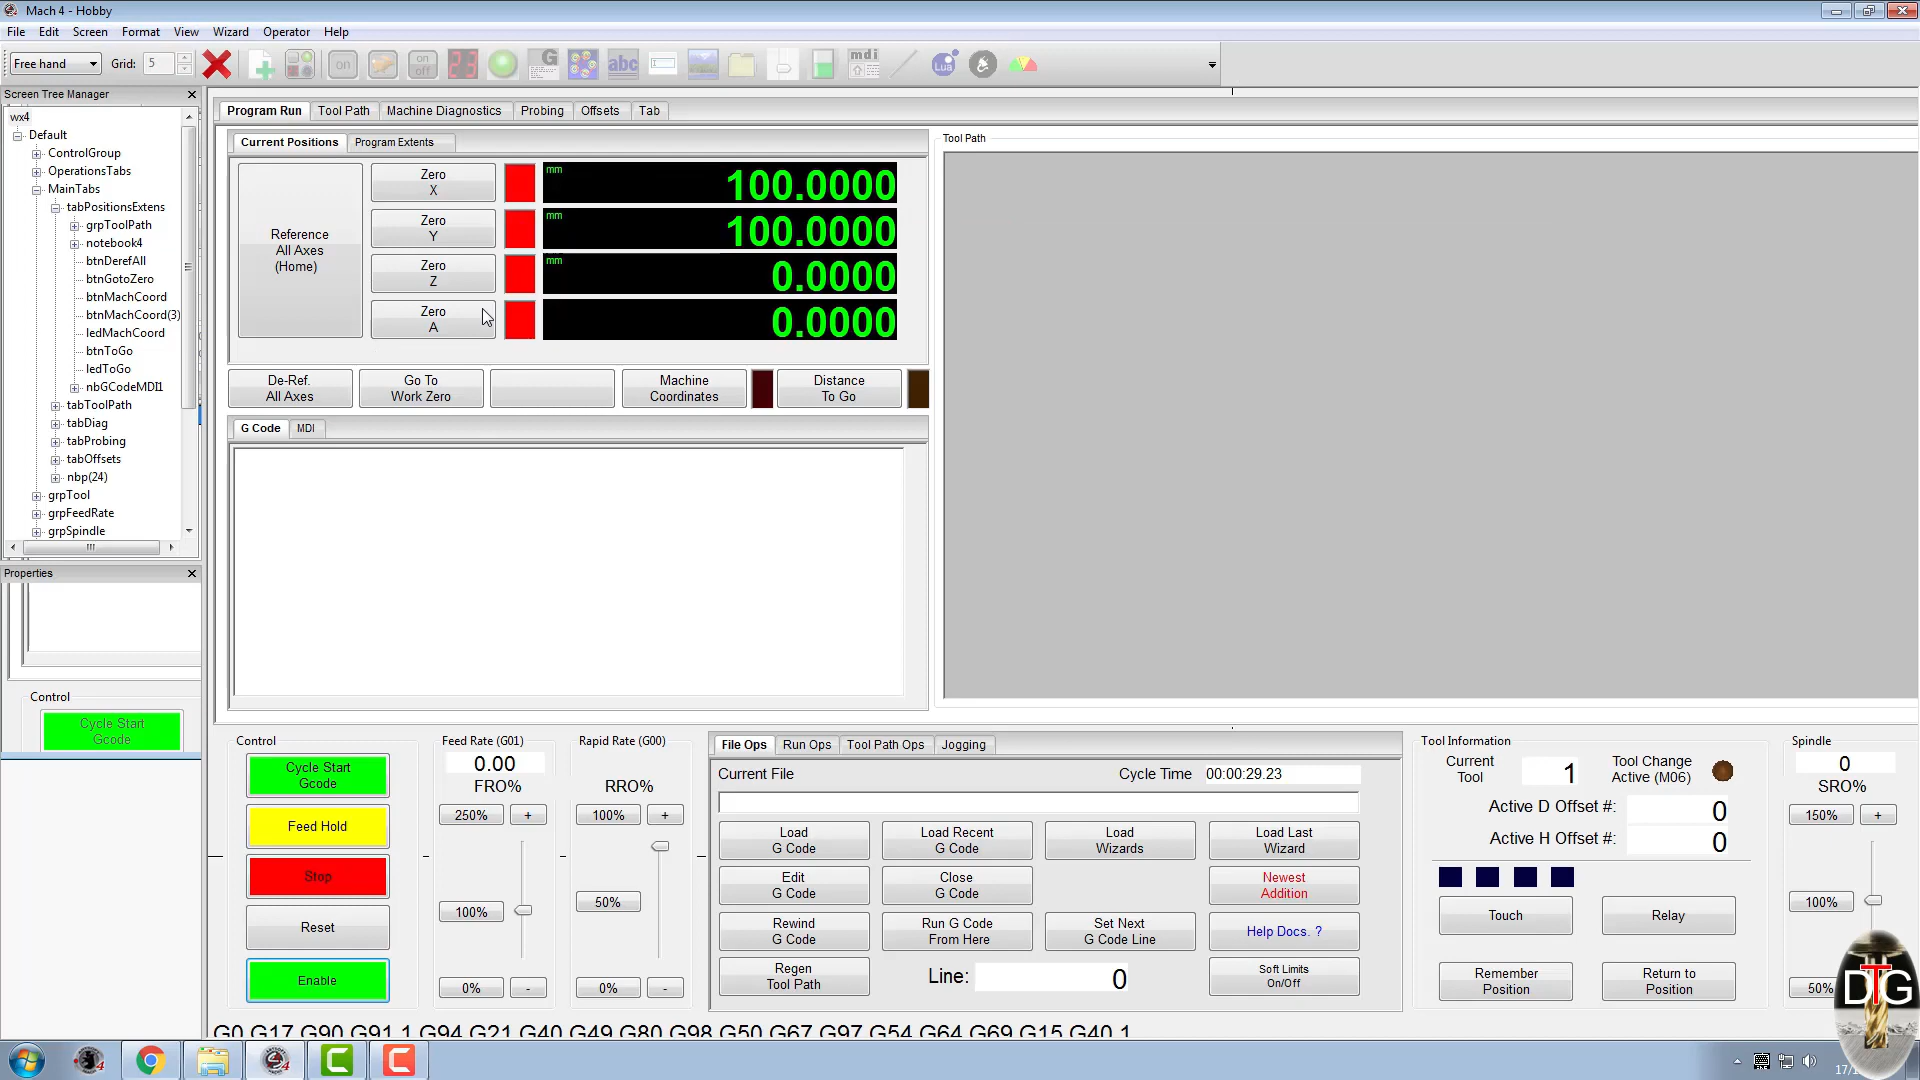 Mach 4 - Hobby
File Edit Screen Format View Wizard Operator Help
Free hand Grid: 5
on
on off
23
G
abc
mdi
Lua
Screen Tree Manager
wx4
Default
ControlGroup
OperationsTabs
MainTabs
tabPositionsExtens
grpToolPath
notebook4
btnDerefAll
btnGotoZero
btnMachCoord
btnMachCoord(3)
ledMachCoord
btnToGo
ledToGo
nbGCodeMDI1
tabToolPath
tabDiag
tabProbing
tabOffsets
nbp(24)
grpTool
grpFeedRate
grpSpindle
Properties
Control
Cycle Start
Gcode
Program Run Tool Path Machine Diagnostics Probing Offsets Tab
Current Positions Program Extents
Reference
All Axes
(Home)
Zero
X
mm 100.0000
Zero
Y
mm 100.0000
Zero
Z
mm 0.0000
Zero
A
0.0000
De-Ref.
All Axes
Go To
Work Zero
Machine
Coordinates
Distance
To Go
G Code MDI
Tool Path
Control
Cycle Start
Gcode
Feed Hold
Stop
Reset
Enable
Feed Rate (G01)
0.00
FRO%
250% +
100%
0% -
Rapid Rate (G00)
RRO%
100% +
50%
0% -
File Ops Run Ops Tool Path Ops Jogging
Current File Cycle Time 00:00:29.23
Load
G Code
Load Recent
G Code
Load
Wizards
Load Last
Wizard
Edit
G Code
Close
G Code
Newest
Addition
Rewind
G Code
Run G Code
From Here
Set Next
G Code Line
Help Docs. ?
Regen
Tool Path
Line: 0
Soft Limits
On/Off
Tool Information
Current
Tool
1
Tool Change
Active (M06)
Active D Offset #: 0
Active H Offset #: 0
Touch
Relay
Remember
Position
Return to
Position
Spindle
0
SRO%
150% +
100%
50%
G0 G17 G90 G91.1 G94 G21 G40 G49 G80 G98 G50 G67 G97 G54 G64 G69 G15 G40.1
DTG